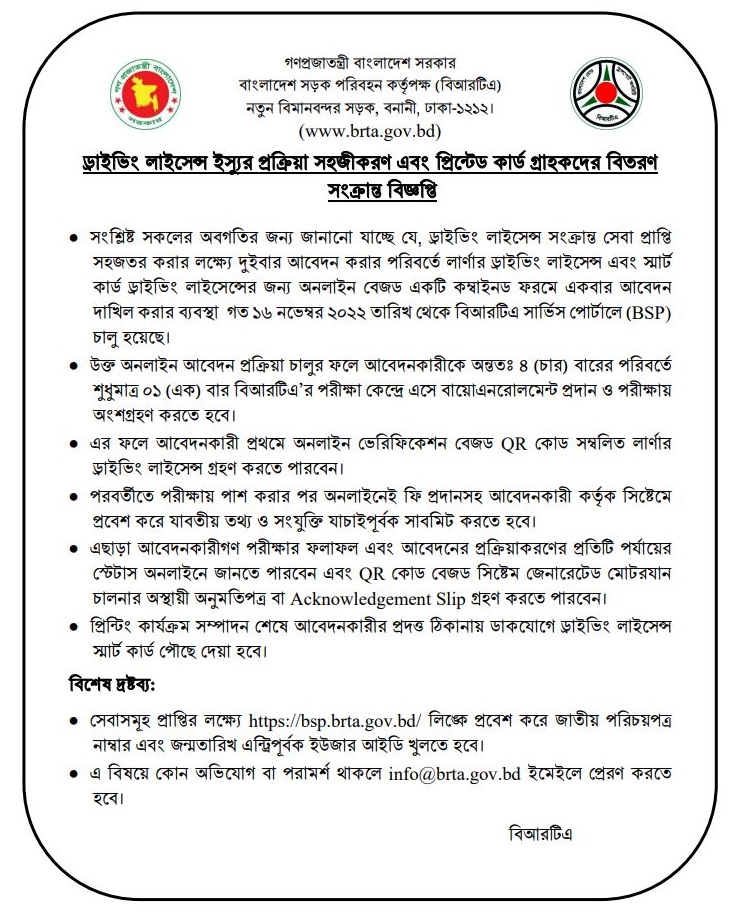 গণপ্রজাতন্ত্রী বাংলাদেশ সরকার
বাংলাদেশ সড়ক পরিবহন কর্তৃপক্ষ (বিআরটিএ)
নতুন বিমানবন্দর সড়ক, বনানী, ঢাকা-১২১২।
(www.brta.gov.bd)
গণপ্রজাতন্ত্রী বাংলাদেশ
সরকার
বিআরটিএ
ড্রাইভিং লাইসেন্স ইস্যুর প্রক্রিয়া সহজীকরণ এবং প্রিন্টেড কার্ড গ্রাহকদের বিতরণ
সংক্রান্ত বিজ্ঞপ্তি
● সংশ্লিষ্ট সকলের অবগতির জন্য জানানো যাচ্ছে যে, ড্রাইভিং লাইসেন্স সংক্রান্ত সেবা প্রাপ্তি
সহজতর করার লক্ষ্যে দুইবার আবেদন করার পরিবর্তে লার্ণার ড্রাইভিং লাইসেন্স এবং স্মার্ট
কার্ড ড্রাইভিং লাইসেন্সের জন্য অনলাইন বেজড একটি কম্বাইনড ফরমে একবার আবেদন
দাখিল করার ব্যবস্থা গত ১৬ নভেম্বর ২০২২ তারিখ থেকে বিআরটিএ সার্ভিস পোর্টালে (BSP)
চালু হয়েছে।
● উক্ত অনলাইন আবেদন প্রক্রিয়া চালুর ফলে আবেদনকারীকে অন্ততঃ ৪ (চার) বারের পরিবর্তে
শুধুমাত্র ০১ (এক) বার বিআরটিএ’র পরীক্ষা কেন্দ্রে এসে বায়োএনরোলমেন্ট প্রদান ও পরীক্ষায়
অংশগ্রহণ করতে হবে।
● এর ফলে আবেদনকারী প্রথমে অনলাইন ভেরিফিকেশন বেজড QR কোড সম্বলিত লার্ণার
ড্রাইভিং লাইসেন্স গ্রহণ করতে পারবেন।
● পরবর্তীতে পরীক্ষায় পাশ করার পর অনলাইনেই ফি প্রদানসহ আবেদনকারী কর্তৃক সিষ্টেমে
প্রবেশ করে যাবতীয় তথ্য ও সংযুক্তি যাচাইপূর্বক সাবমিট করতে হবে।
● এছাড়া আবেদনকারীগণ পরীক্ষার ফলাফল এবং আবেদনের প্রক্রিয়াকরণের প্রতিটি পর্যায়ের
স্টেটাস অনলাইনে জানতে পারবেন এবং QR কোড বেজড সিষ্টেম জেনারেটেড মোটরযান
চালনার অস্থায়ী অনুমতিপত্র বা Acknowledgement Slip গ্রহণ করতে পারবেন।
● প্রিন্টিং কার্যক্রম সম্পাদন শেষে আবেদনকারীর প্রদত্ত ঠিকানায় ডাকযোগে ড্রাইভিং লাইসেন্স
স্মার্ট কার্ড পৌছে দেয়া হবে।
বিশেষ দ্রষ্টব্য:
● সেবাসমূহ প্রাপ্তির লক্ষ্যে https://bsp.brta.gov.bd/ লিঙ্কে প্রবেশ করে জাতীয় পরিচয়পত্র
নাম্বার এবং জন্মতারিখ এন্ট্রিপূর্বক ইউজার আইডি খুলতে হবে।
● এ বিষয়ে কোন অভিযোগ বা পরামর্শ থাকলে info@brta.gov.bd ইমেইলে প্রেরণ করতে
হবে।
বিআরটিএ